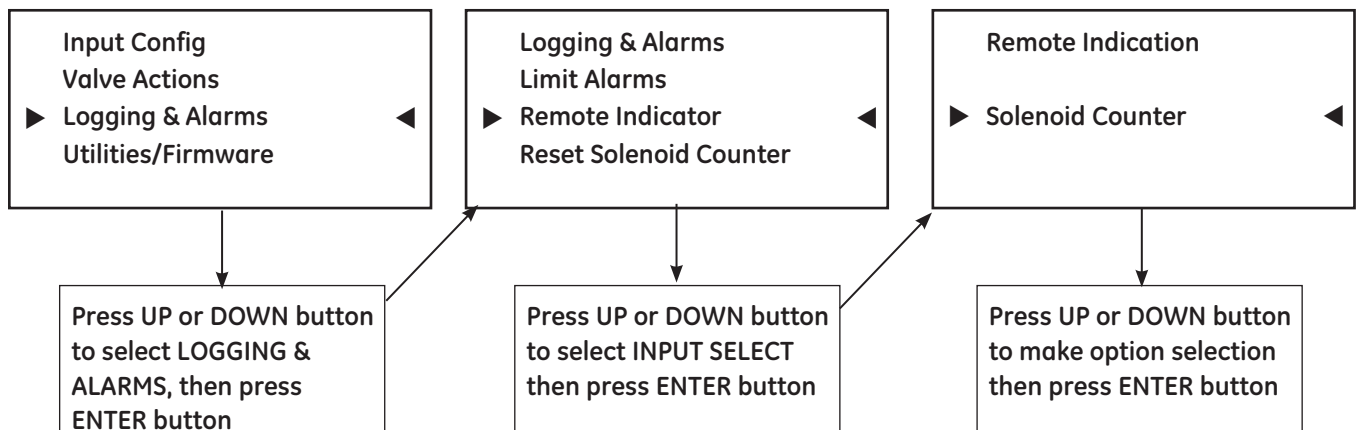 Input Config
Valve Actions
Logging & Alarms
Utilities/Firmware
Logging & Alarms
Limit Alarms
Remote Indicator
Reset Solenoid Counter
Remote Indication
Solenoid Counter
Press UP or DOWN button
to select LOGGING &
ALARMS, then press
ENTER button
Press UP or DOWN button
to select INPUT SELECT
then press ENTER button
Press UP or DOWN button
to make option selection
then press ENTER button